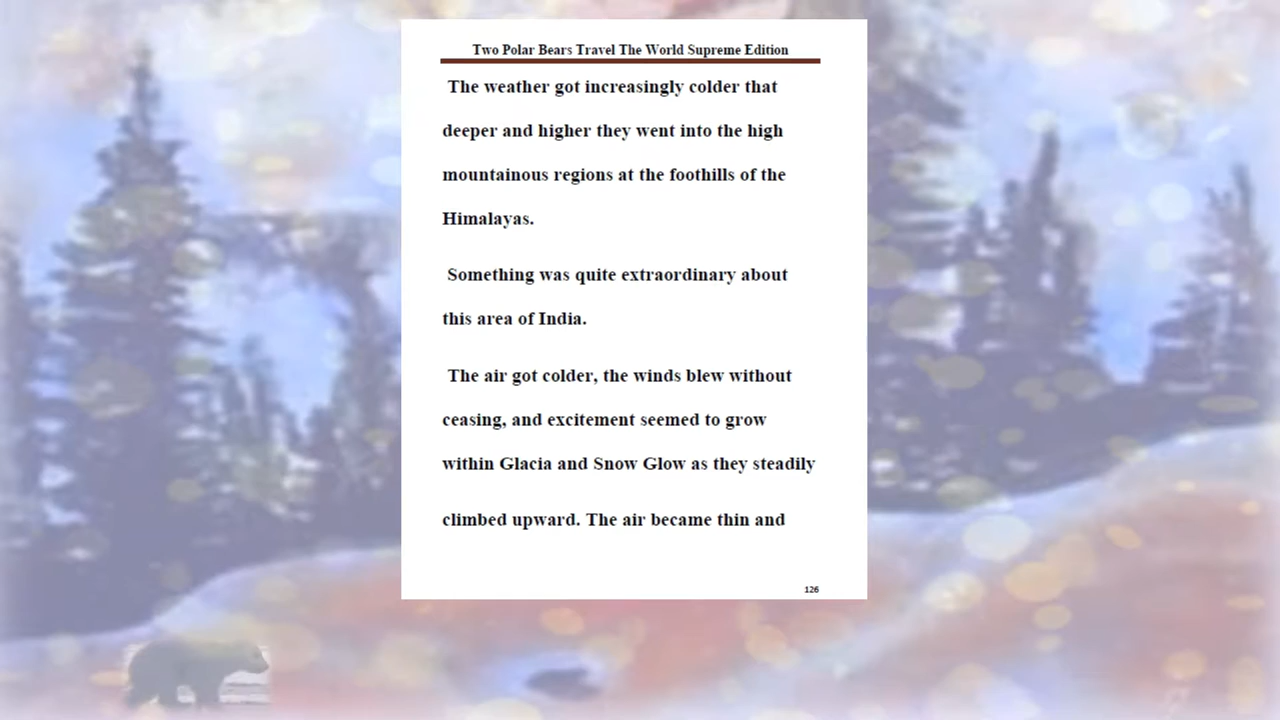 Two Polar Bears Travel The World Supreme Edition
The weather got increasingly colder that
deeper and higher they went into the high
mountainous regions at the foothills of the
Himalayas.
Something was quite extraordinary about
this area of India.
The air got colder, the winds blew without
ceasing, and excitement seemed to grow
within Glacia and Snow Glow as they steadily
climbed upward. The air became thin and
126